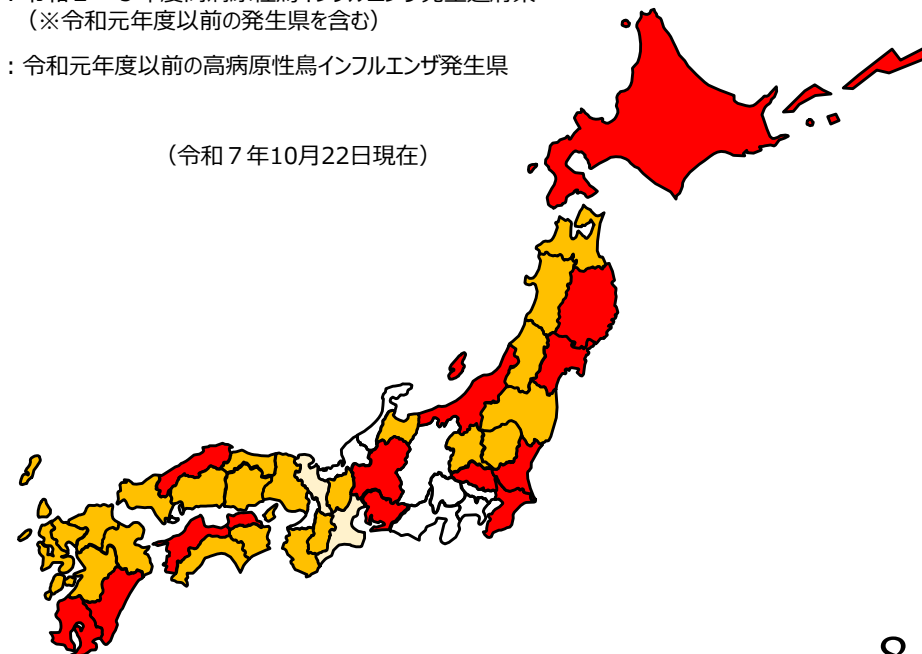 （※令和元年度以前の発生県を含む）
：令和元年度以前の高病原性鳥インフルエンザ発生県
（令和７年10月22日現在）